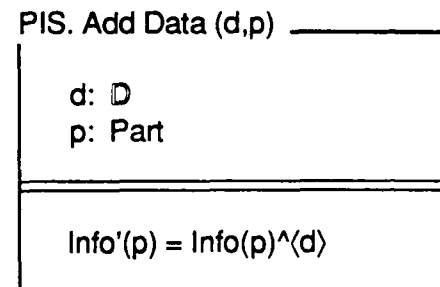 PIS. Add Data (d,p)
d: 𝔻
p: Part
Info'(p) = Info(p)^⟨d⟩